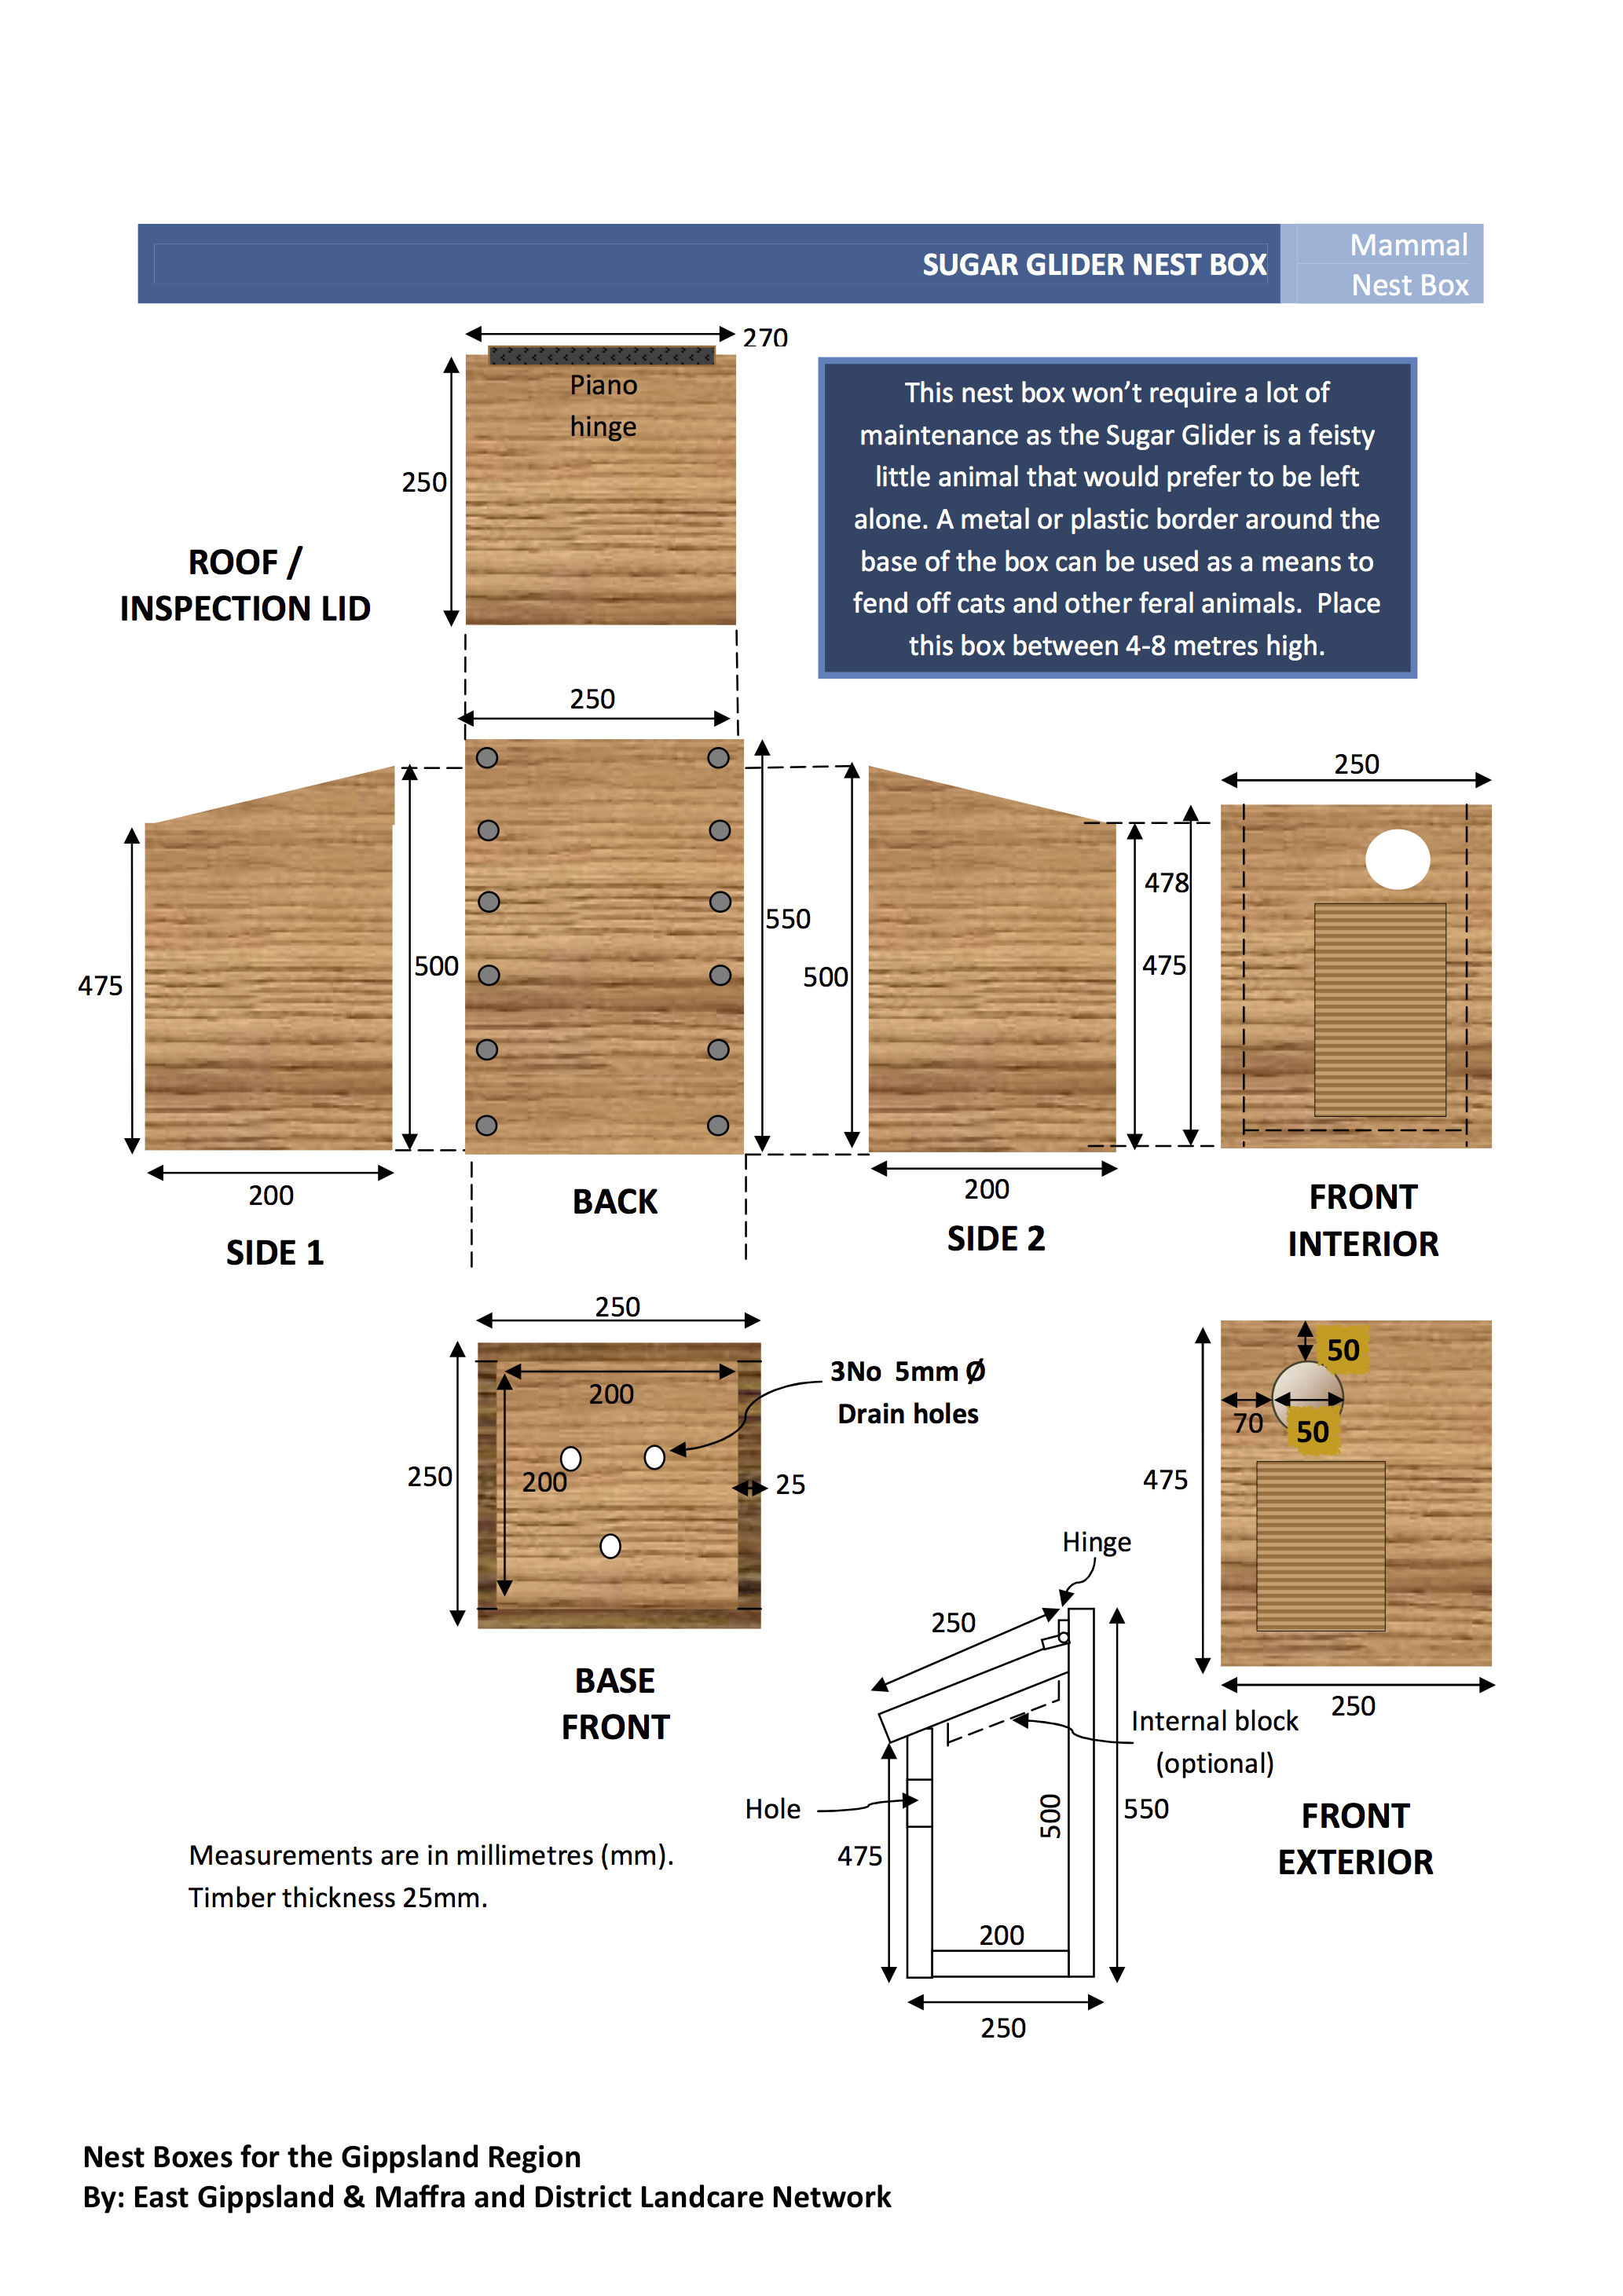 SUGAR GLIDER NEST BOX
Mammal
Nest Box
270
Piano
hinge
250
ROOF /
INSPECTION LID
This nest box won’t require a lot of
maintenance as the Sugar Glider is a feisty
little animal that would prefer to be left
alone. A metal or plastic border around the
base of the box can be used as a means to
fend off cats and other feral animals.  Place
this box between 4-8 metres high.
250
475
500
200
SIDE 1
550
BACK
500
200
SIDE 2
250
478
475
FRONT
INTERIOR
250
200
250
200
25
3No  5mm Ø
Drain holes
BASE
FRONT
50
70
50
475
250
FRONT
EXTERIOR
Hinge
250
Internal block
(optional)
Hole
475
500
550
200
250
Measurements are in millimetres (mm).
Timber thickness 25mm.
Nest Boxes for the Gippsland Region
By: East Gippsland & Maffra and District Landcare Network